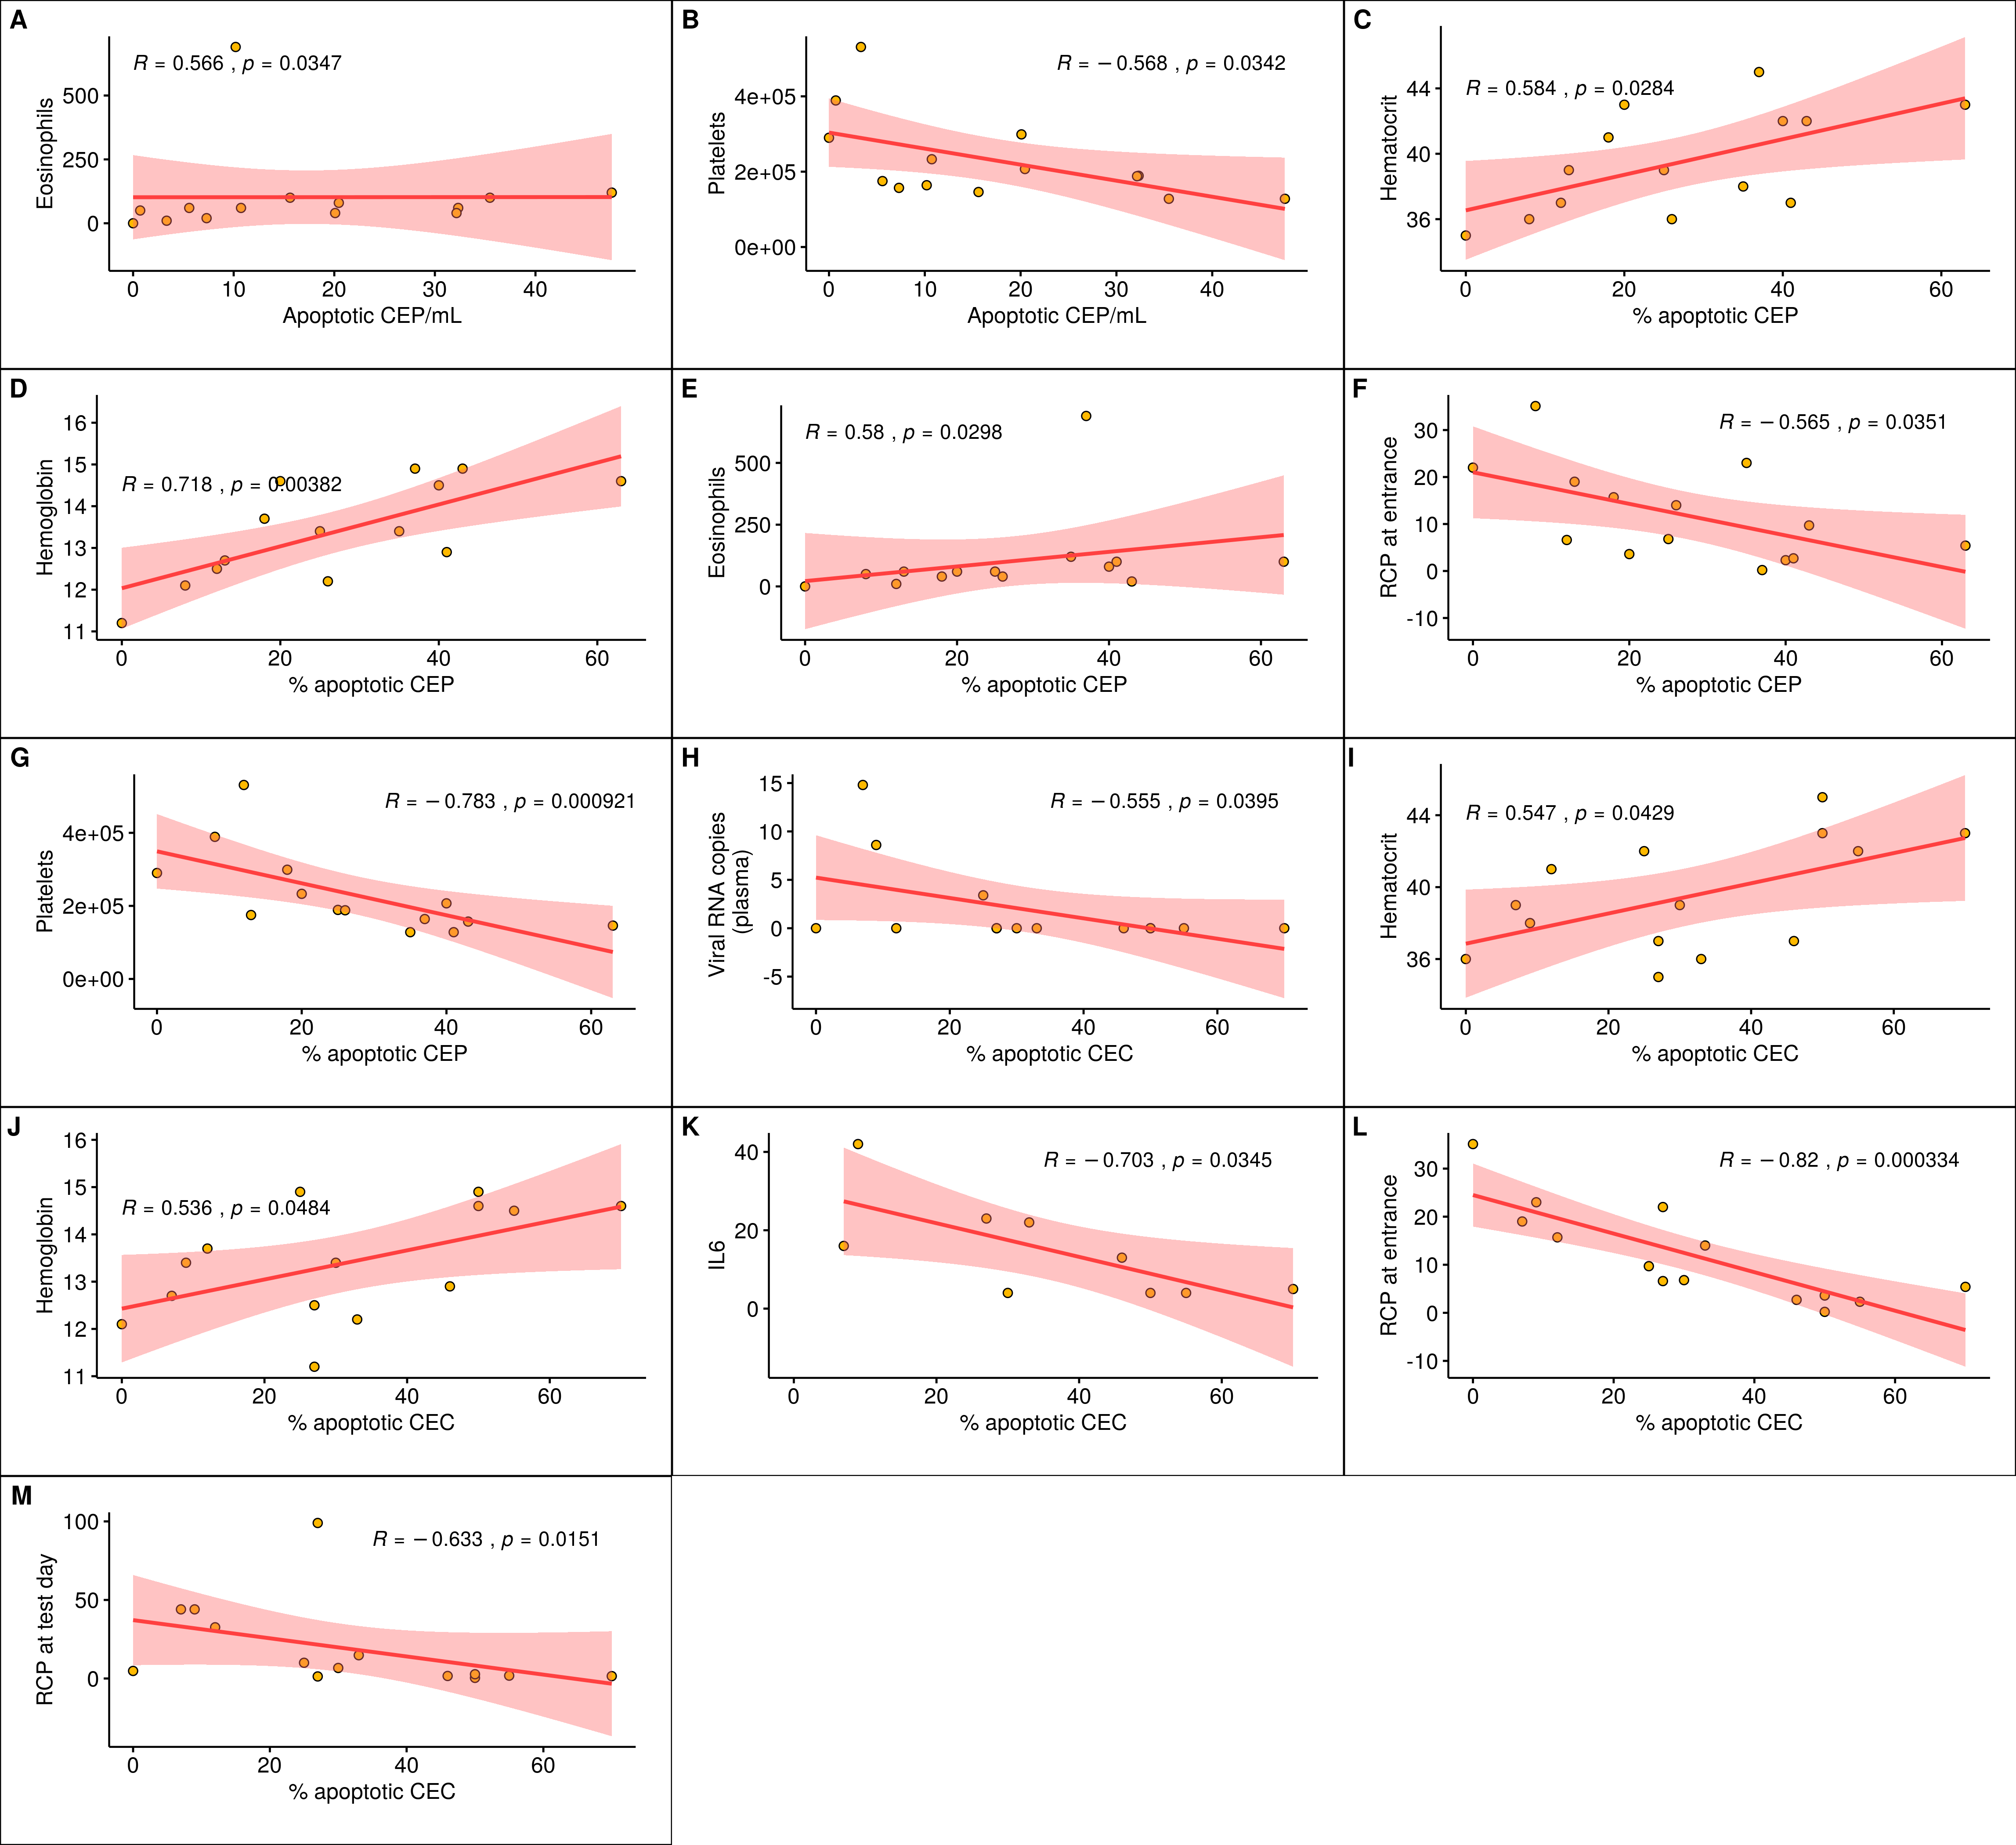 A
R = 0.566 , p = 0.0347
Eosinophils
500
250
0
0 10 20 30 40
Apoptotic CEP/mL
B
R = −0.568 , p = 0.0342
Platelets
4e+05
2e+05
0e+00
0 10 20 30 40
Apoptotic CEP/mL
C
R = 0.584 , p = 0.0284
Hematocrit
44
40
36
0 20 40 60
% apoptotic CEP
D
R = 0.718 , p = 0.00382
Hemoglobin
16
15
14
13
12
11
0 20 40 60
% apoptotic CEP
E
R = 0.58 , p = 0.0298
Eosinophils
500
250
0
0 20 40 60
% apoptotic CEP
F
R = −0.565 , p = 0.0351
RCP at entrance
30
20
10
0
-10
0 20 40 60
% apoptotic CEP
G
R = −0.783 , p = 0.000921
Platelets
4e+05
2e+05
0e+00
0 20 40 60
% apoptotic CEP
H
R = −0.555 , p = 0.0395
Viral RNA copies
(plasma)
15
10
5
0
-5
0 20 40 60
% apoptotic CEC
I
R = 0.547 , p = 0.0429
Hematocrit
44
40
36
0 20 40 60
% apoptotic CEC
J
R = 0.536 , p = 0.0484
Hemoglobin
16
15
14
13
12
11
0 20 40 60
% apoptotic CEC
K
R = −0.703 , p = 0.0345
IL6
40
20
0
0 20 40 60
% apoptotic CEC
L
R = −0.82 , p = 0.000334
RCP at entrance
30
20
10
0
-10
0 20 40 60
% apoptotic CEC
M
R = −0.633 , p = 0.0151
RCP at test day
100
50
0
0 20 40 60
% apoptotic CEC